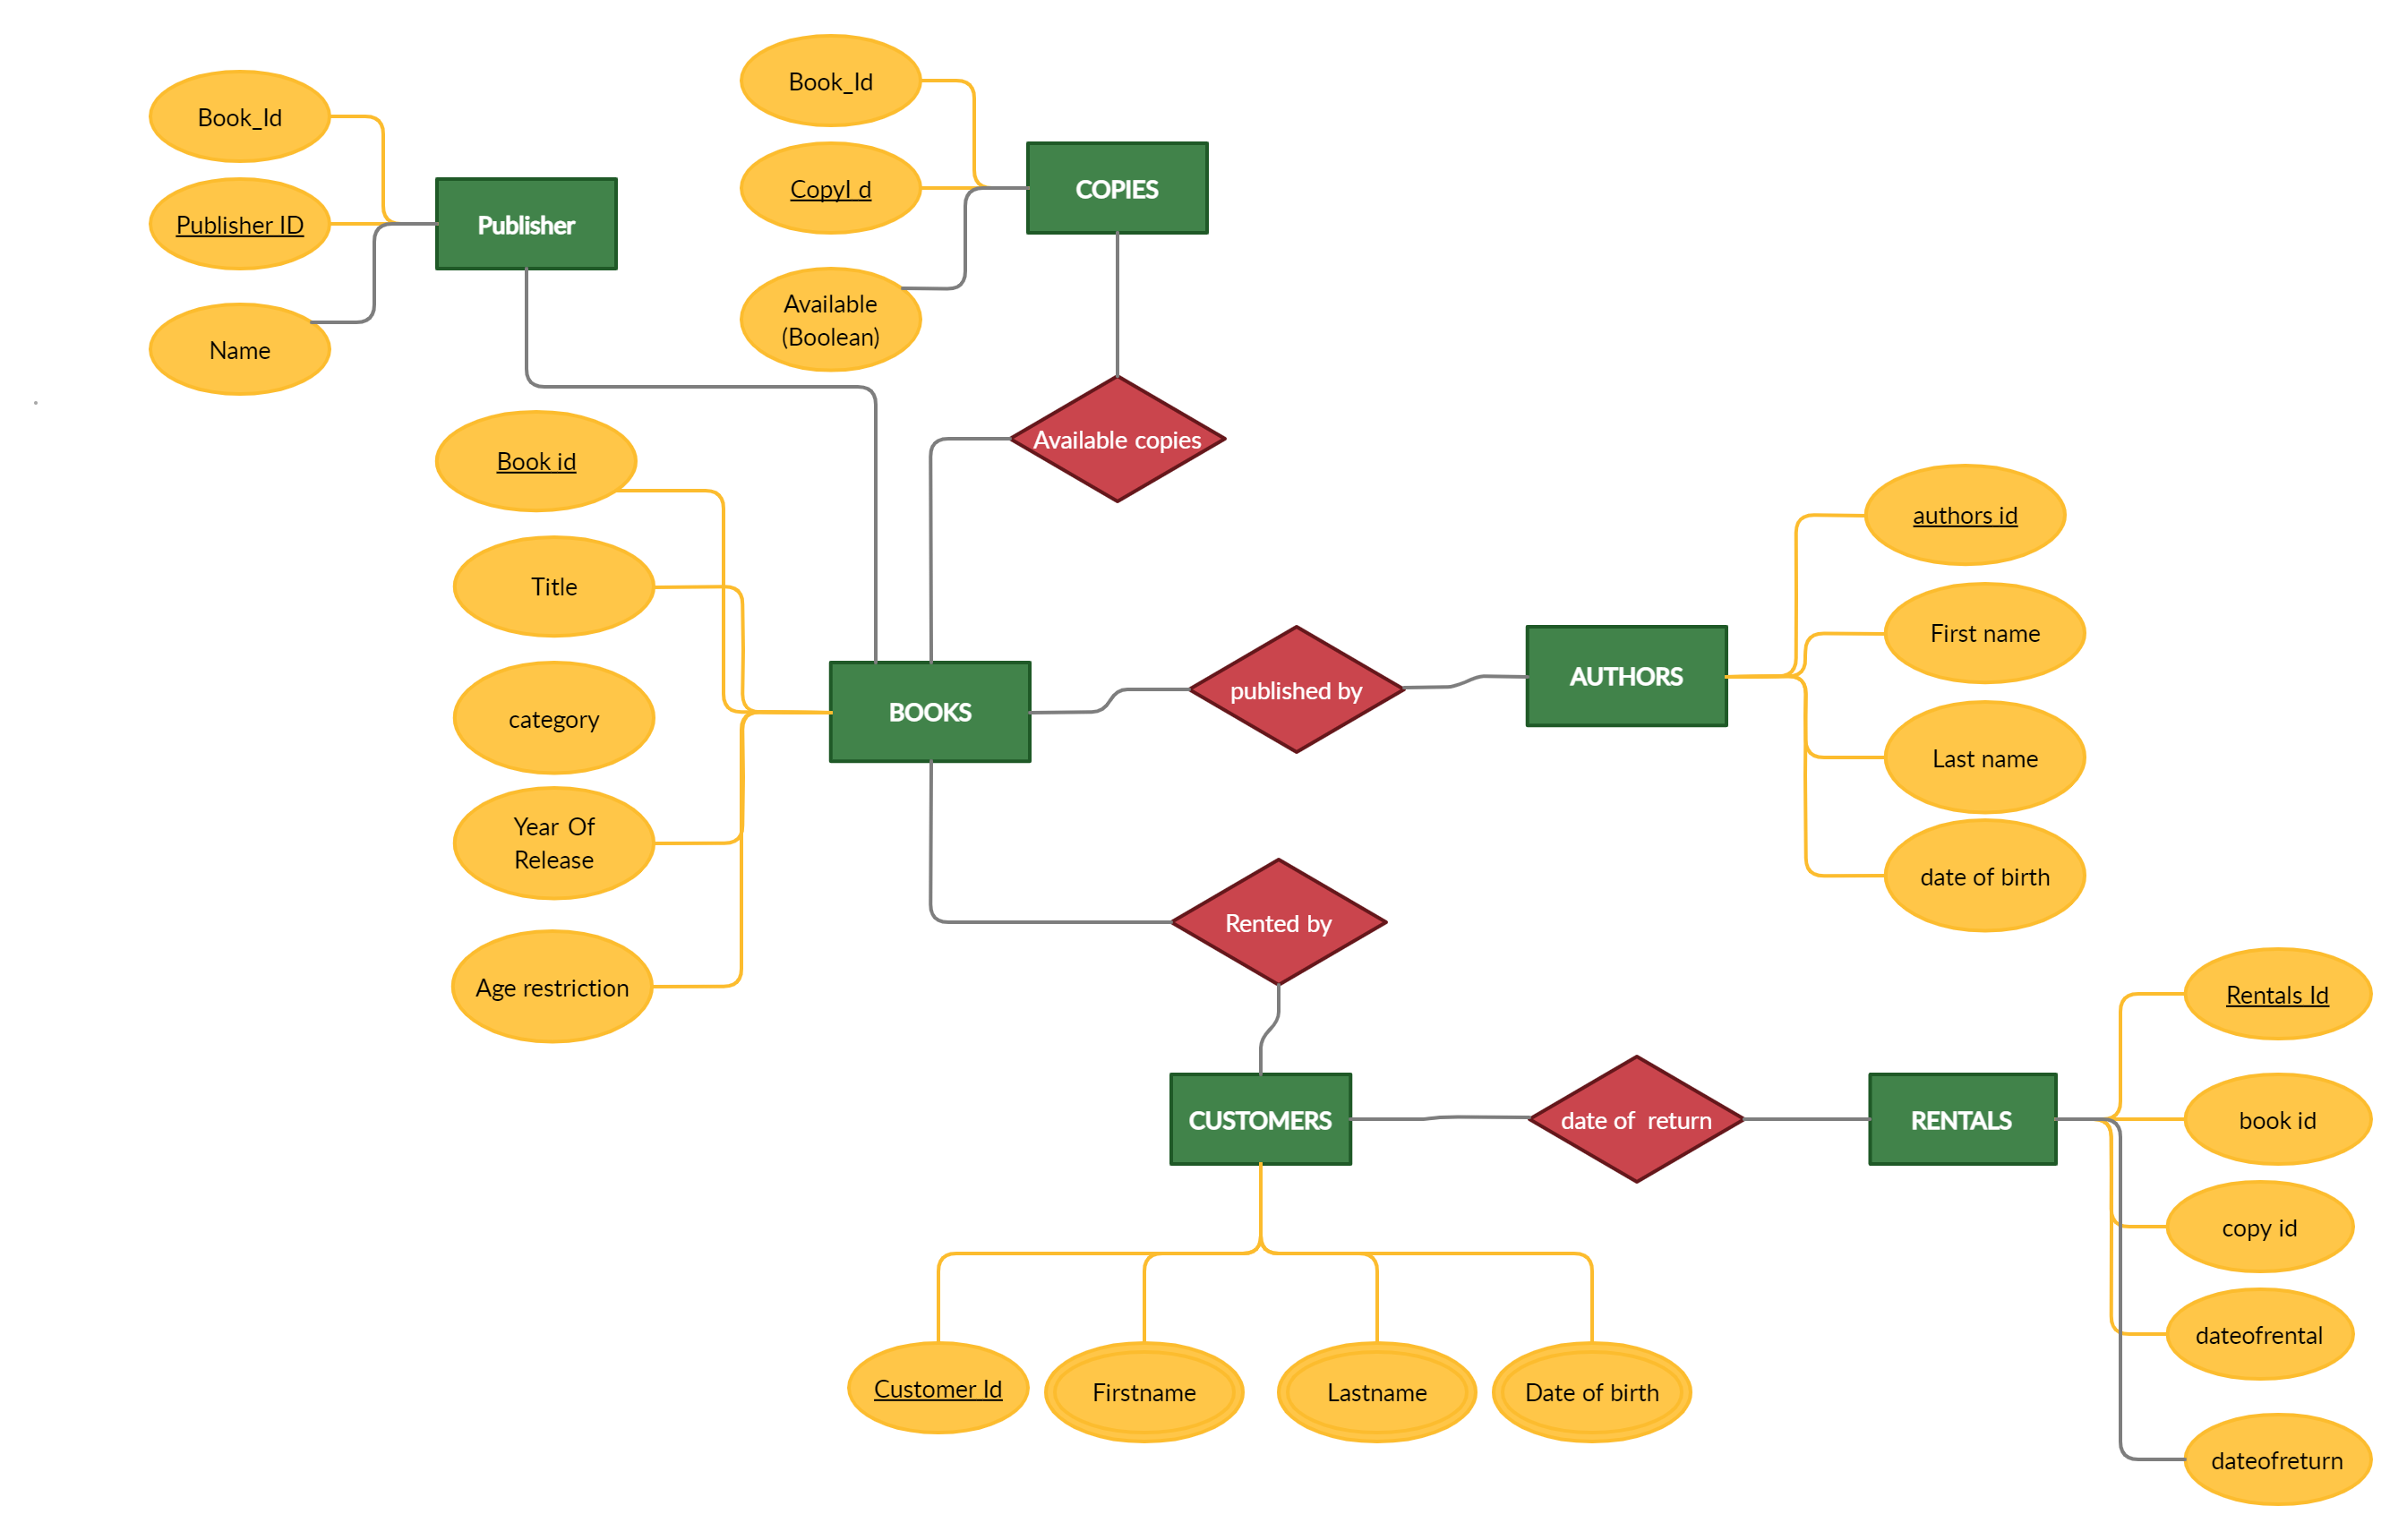 Book_Id
Publisher ID
Name
Publisher
Book_Id
CopyI d
Available
(Boolean)
COPIES
Available copies
Book id
Title
category
Year Of
Release
Age restriction
BOOKS
published by
AUTHORS
authors id
First name
Last name
date of birth
Rented by
CUSTOMERS
date of return
RENTALS
Rentals Id
book id
copy id
dateofrental
dateofreturn
Customer Id
Firstname
Lastname
Date of birth